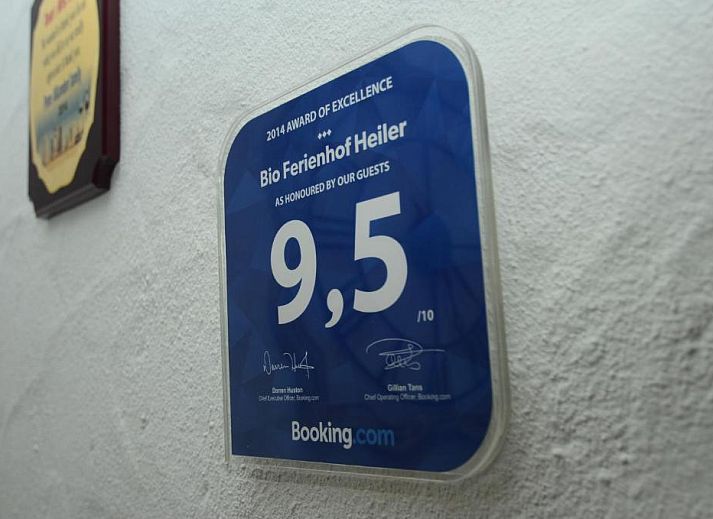 2014 AWARD OF EXCELLENCE
Bio Ferienhof Heiler
AS HONOURED BY OUR GUESTS
9,5
/10
Darren Huston
Gillian Tans
Chief Executive Officer, Booking.com
Chief Operating Officer, Booking.com
Booking.com